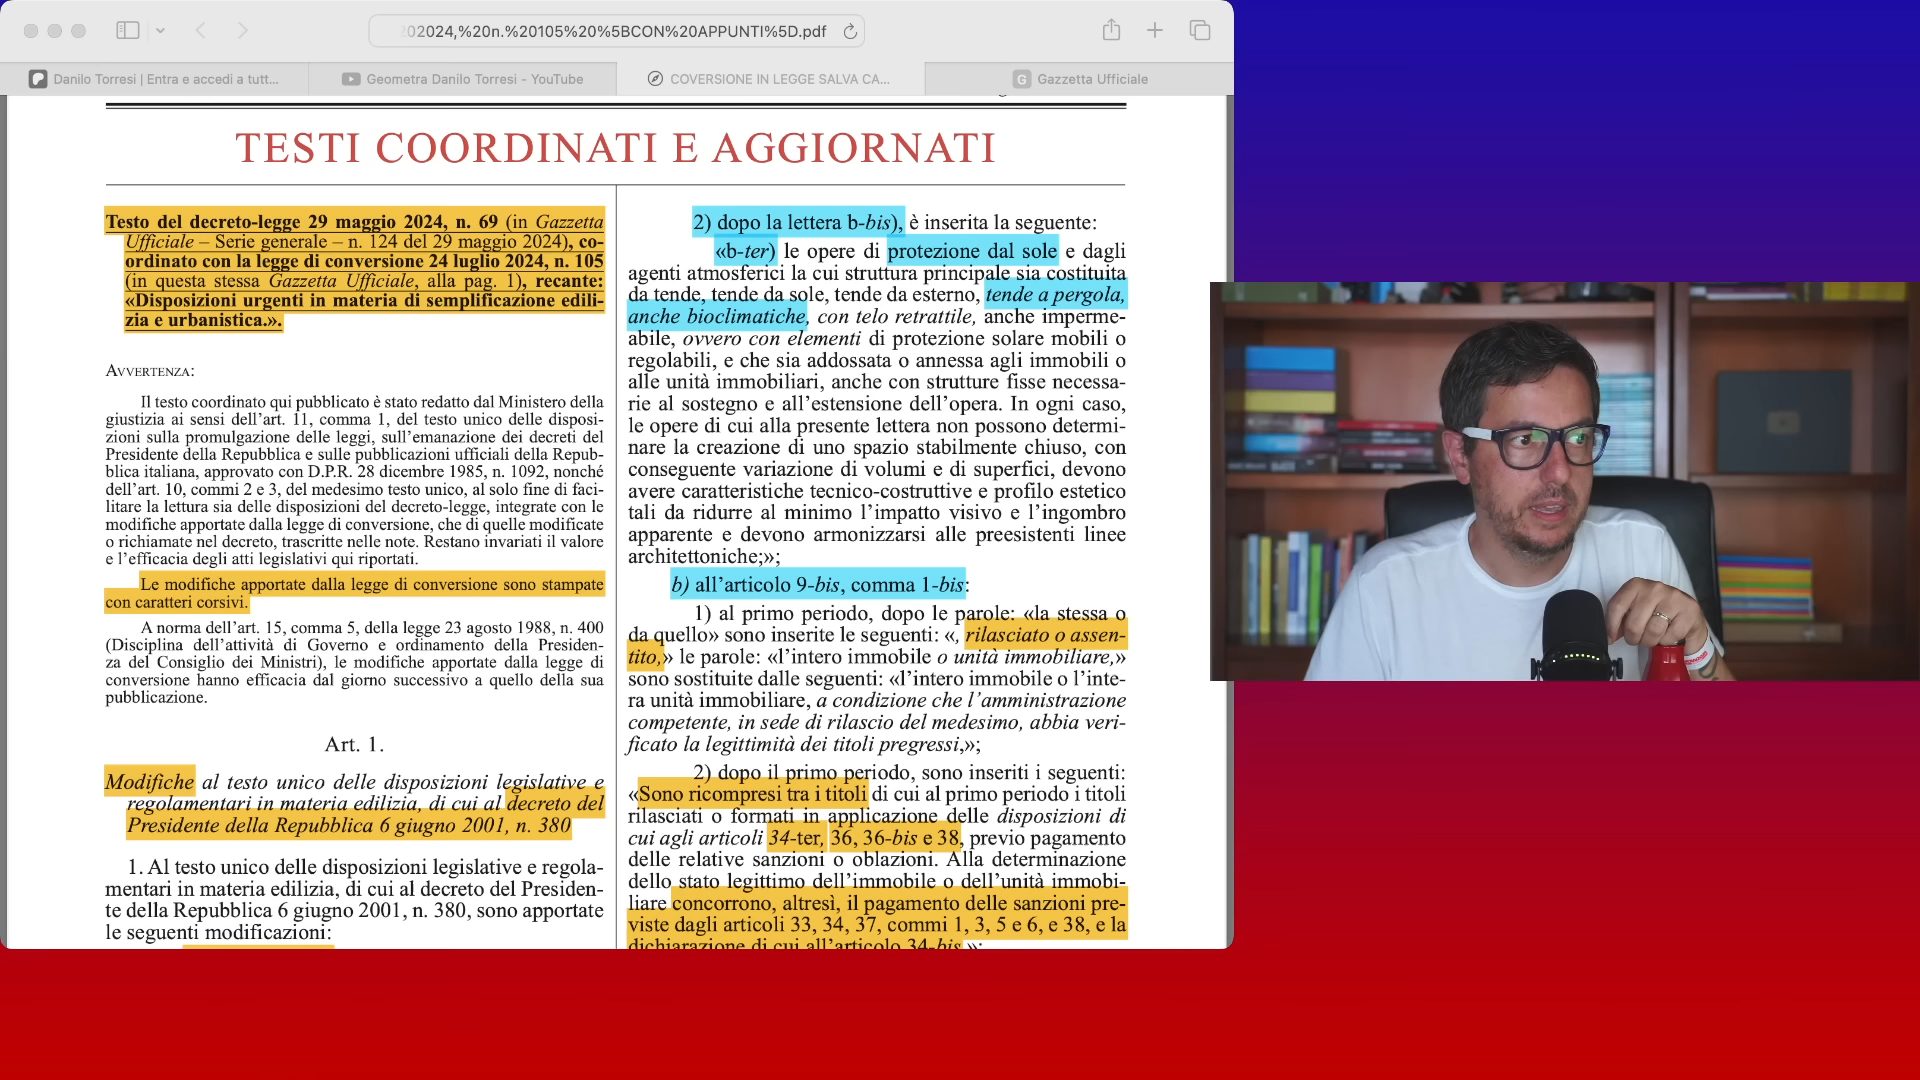 202024,%20n.%20105%20%5BCON%20APPUNTI%5D.pdf
Danilo Torresi | Entra e accedi a tutt...
Geometra Danilo Torresi - YouTube
COVERSIONE IN LEGGE SALVA CA...
G Gazzetta Ufficiale
TESTI COORDINATI E AGGIORNATI
Testo del decreto-legge 29 maggio 2024, n. 69 (in Gazzetta
Ufficiale – Serie generale – n. 124 del 29 maggio 2024), co-
ordinato con la legge di conversione 24 luglio 2024, n. 105
(in questa stessa Gazzetta Ufficiale, alla pag. 1), recante:
«Disposizioni urgenti in materia di semplificazione edili-
zia e urbanistica.».
AVVERTENZA:
Il testo coordinato qui pubblicato è stato redatto dal Ministero della
giustizia ai sensi dell'art. 11, comma 1, del testo unico delle disposi-
zioni sulla promulgazione delle leggi, sull'emanazione dei decreti del
Presidente della Repubblica e sulle pubblicazioni ufficiali della Repub-
blica italiana, approvato con D.P.R. 28 dicembre 1985, n. 1092, nonché
dell'art. 10, commi 2 e 3, del medesimo testo unico, al solo fine di faci-
litare la lettura sia delle disposizioni del decreto-legge, integrate con le
modifiche apportate dalla legge di conversione, che di quelle modificate
o richiamate nel decreto, trascritte nelle note. Restano invariati il valore
e l'efficacia degli atti legislativi qui riportati.
Le modifiche apportate dalla legge di conversione sono stampate
con caratteri corsivi.
A norma dell'art. 15, comma 5, della legge 23 agosto 1988, n. 400
(Disciplina dell'attività di Governo e ordinamento della Presiden-
za del Consiglio dei Ministri), le modifiche apportate dalla legge di
conversione hanno efficacia dal giorno successivo a quello della sua
pubblicazione.
Art. 1.
Modifiche al testo unico delle disposizioni legislative e
regolamentari in materia edilizia, di cui al decreto del
Presidente della Repubblica 6 giugno 2001, n. 380
1. Al testo unico delle disposizioni legislative e regola-
mentari in materia edilizia, di cui al decreto del Presiden-
te della Repubblica 6 giugno 2001, n. 380, sono apportate
le seguenti modificazioni:
2) dopo la lettera b-bis), è inserita la seguente:
«b-ter) le opere di protezione dal sole e dagli
agenti atmosferici la cui struttura principale sia costituita
da tende, tende da sole, tende da esterno, tende a pergola,
anche bioclimatiche, con telo retrattile, anche imperme-
abile, ovvero con elementi di protezione solare mobili o
regolabili, e che sia addossata o annessa agli immobili o
alle unità immobiliari, anche con strutture fisse necessa-
rie al sostegno e all'estensione dell'opera. In ogni caso,
le opere di cui alla presente lettera non possono determi-
nare la creazione di uno spazio stabilmente chiuso, con
conseguente variazione di volumi e di superfici, devono
avere caratteristiche tecnico-costruttive e profilo estetico
tali da ridurre al minimo l'impatto visivo e l'ingombro
apparente e devono armonizzarsi alle preesistenti linee
architettoniche;»;
b) all'articolo 9-bis, comma 1-bis:
1) al primo periodo, dopo le parole: «la stessa o
da quello» sono inserite le seguenti: «, rilasciato o assen-
tito,» le parole: «l'intero immobile o unità immobiliare,»
sono sostituite dalle seguenti: «l'intero immobile o l'inte-
ra unità immobiliare, a condizione che l'amministrazione
competente, in sede di rilascio del medesimo, abbia veri-
ficato la legittimità dei titoli pregressi,»;
2) dopo il primo periodo, sono inseriti i seguenti:
«Sono ricompresi tra i titoli di cui al primo periodo i titoli
rilasciati o formati in applicazione delle disposizioni di
cui agli articoli 34-ter, 36, 36-bis e 38, previo pagamento
delle relative sanzioni o oblazioni. Alla determinazione
dello stato legittimo dell'immobile o dell'unità immobi-
liare concorrono, altresì, il pagamento delle sanzioni pre-
viste dagli articoli 33, 34, 37, commi 1, 3, 5 e 6, e 38, e la
dichiarazione di cui all'articolo 34-bis.»;